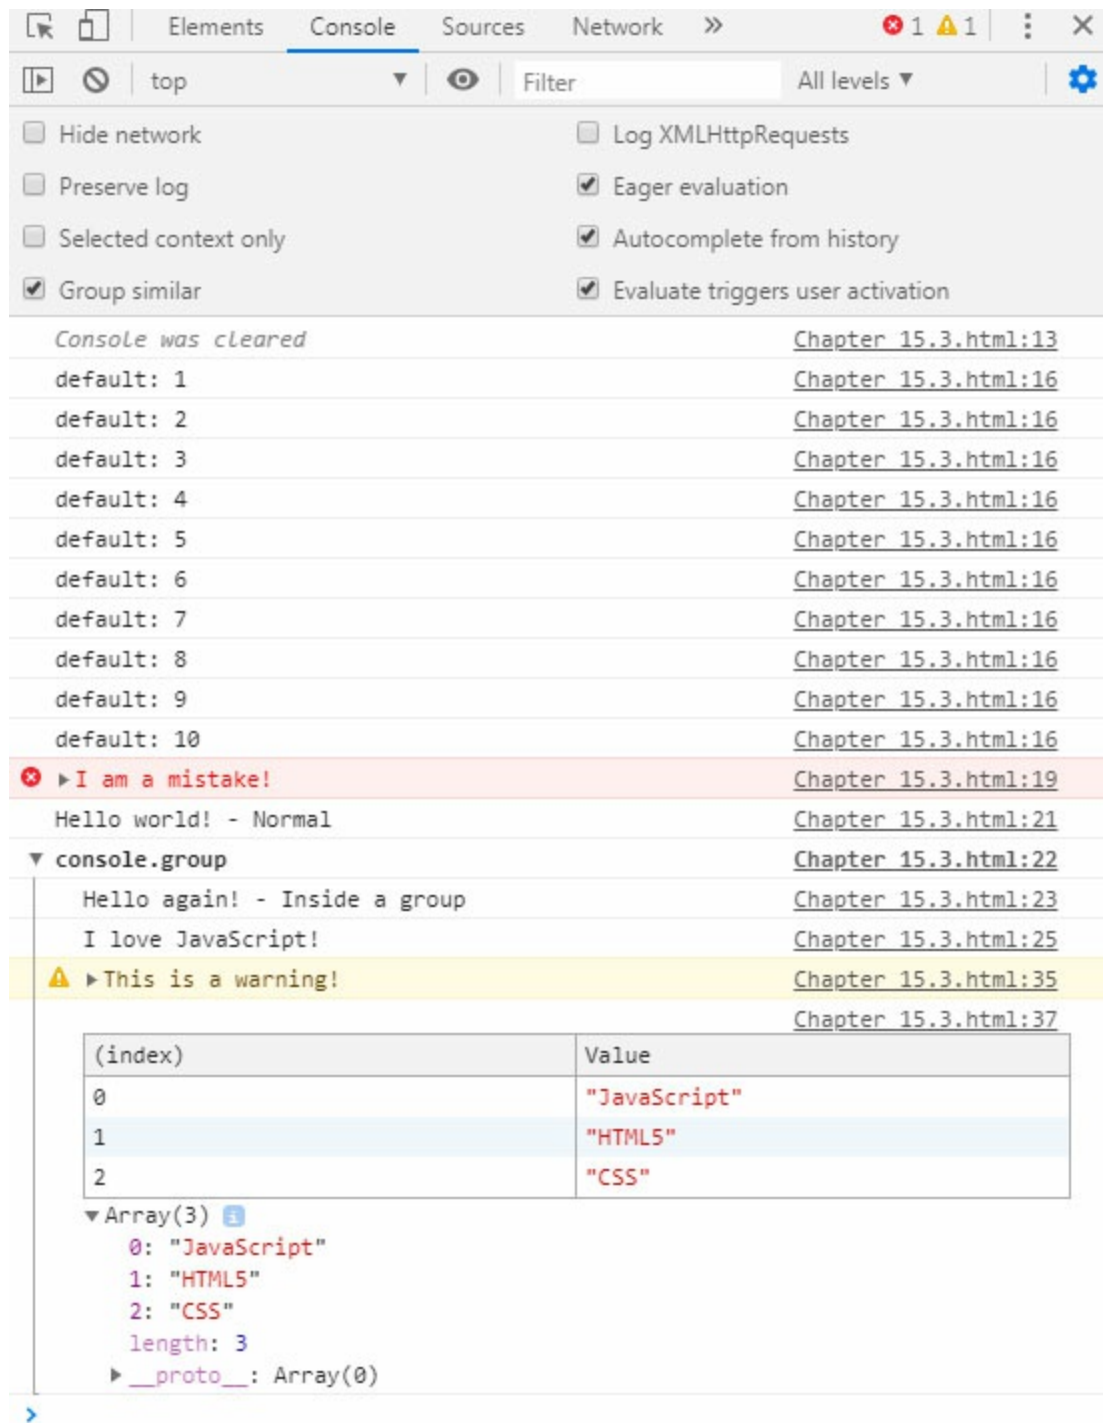 Elements Console Sources Network » 1 1
top Filter All levels
Hide network Log XMLHttpRequests
Preserve log Eager evaluation
Selected context only Autocomplete from history
Group similar Evaluate triggers user activation
Console was cleared Chapter 15.3.html:13
default: 1 Chapter 15.3.html:16
default: 2 Chapter 15.3.html:16
default: 3 Chapter 15.3.html:16
default: 4 Chapter 15.3.html:16
default: 5 Chapter 15.3.html:16
default: 6 Chapter 15.3.html:16
default: 7 Chapter 15.3.html:16
default: 8 Chapter 15.3.html:16
default: 9 Chapter 15.3.html:16
default: 10 Chapter 15.3.html:16
I am a mistake! Chapter 15.3.html:19
Hello world! - Normal Chapter 15.3.html:21
console.group Chapter 15.3.html:22
Hello again! - Inside a group Chapter 15.3.html:23
I love JavaScript! Chapter 15.3.html:25
This is a warning! Chapter 15.3.html:35
Chapter 15.3.html:37
(index) Value
0 "JavaScript"
1 "HTML5"
2 "CSS"
Array(3) i
0: "JavaScript"
1: "HTML5"
2: "CSS"
length: 3
__proto__: Array(0)